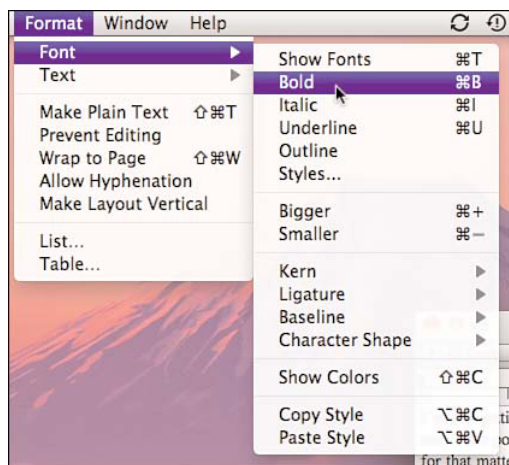 Format Window Help
Font
Text
Make Plain Text ⇧⌘T
Prevent Editing
Wrap to Page ⇧⌘W
Allow Hyphenation
Make Layout Vertical
List...
Table...
Show Fonts ⌘T
Bold ⌘B
Italic ⌘I
Underline ⌘U
Outline
Styles...
Bigger ⌘+
Smaller ⌘−
Kern
Ligature
Baseline
Character Shape
Show Colors ⇧⌘C
Copy Style ⌥⌘C
Paste Style ⌥⌘V
for that matte